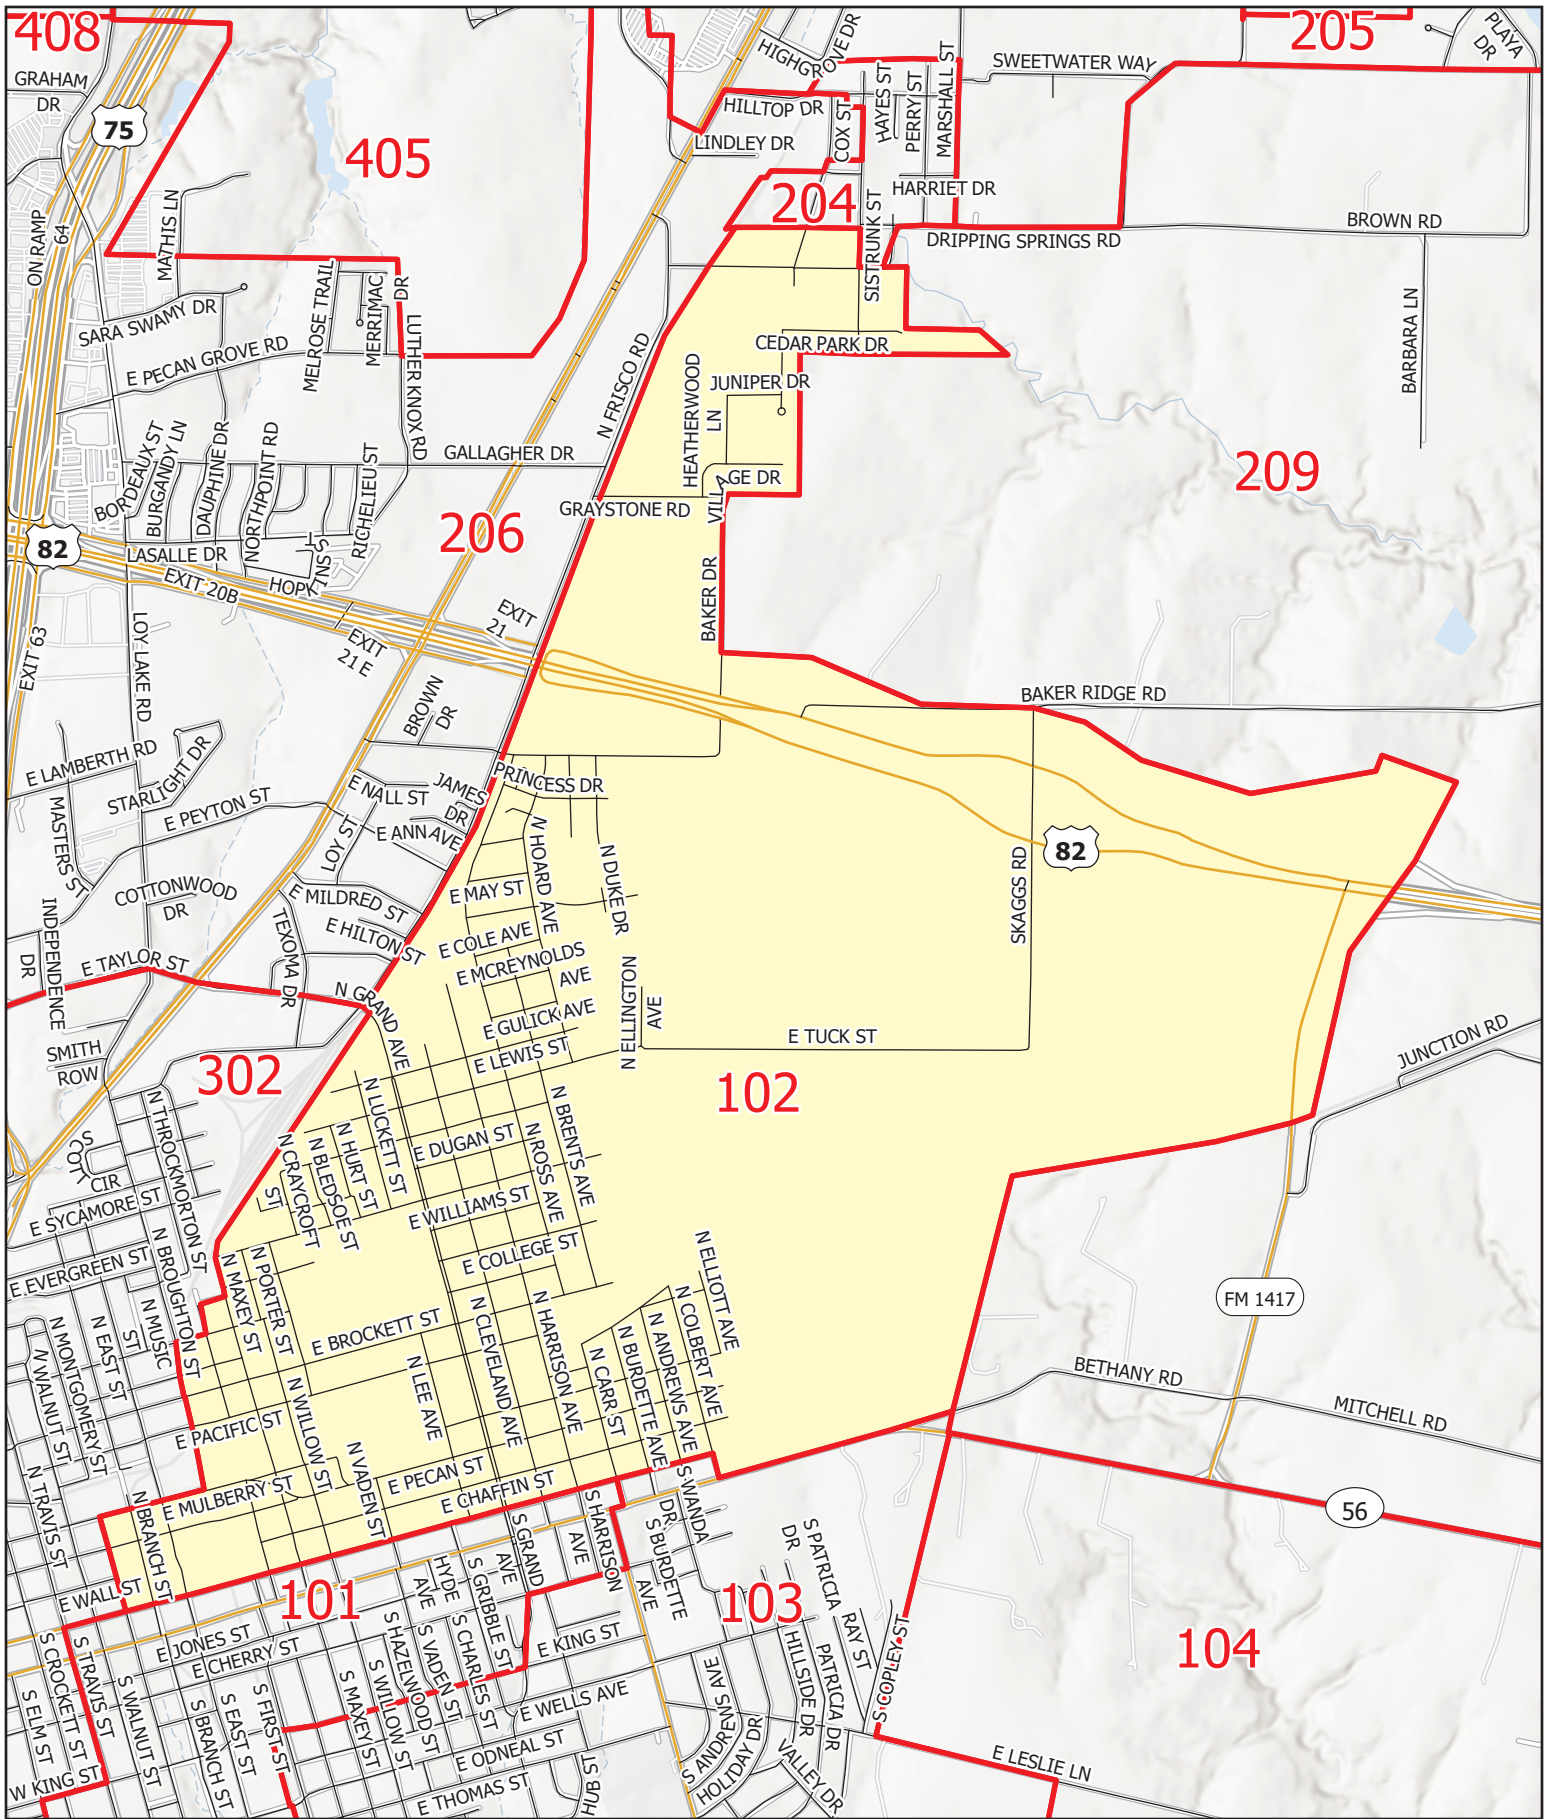 408
205
PLAYA
DR
HIGHGROVE DR
GRAHAM
DR
SWEETWATER WAY
75
HILLTOP DR
COX ST
HAYES ST
PERRY ST
MARSHALL ST
LINDLEY DR
405
HARRIET DR
204
ON RAMP
64
MATHIS LN
SISTRUNK ST
BROWN RD
DRIPPING SPRINGS RD
MELROSE TRAIL
MERRIMAC
DR
SARA SWAMY DR
LUTHER KNOX RD
BARBARA LN
E PECAN GROVE RD
N FRISCO RD
CEDAR PARK DR
HEATHERWOOD
LN
JUNIPER DR
BORDEAUX ST
BURGANDY LN
DAUPHINE DR
NORTHPOINT RD
RICHELIEU ST
GALLAGHER DR
209
VILLAGE DR
GRAYSTONE RD
206
82
LASALLE DR
HOPKINS
ST
EXIT 20B
EXIT
21
EXIT
21 E
BAKER DR
EXIT 63
LOY LAKE RD
BROWN
DR
BAKER RIDGE RD
E LAMBERTH RD
STARLIGHT DR
PRINCESS DR
E NALL ST
JAMES
DR
E PEYTON ST
MASTERS ST
LOY ST
E ANN AVE
N HOARD AVE
N DUKE DR
82
SKAGGS RD
COTTONWOOD
DR
E MILDRED ST
E MAY ST
INDEPENDENCE
DR
TEXOMA DR
E HILTON ST
E COLE AVE
E TAYLOR ST
E MCREYNOLDS
AVE
N GRAND AVE
N ELLINGTON
AVE
E GULICK AVE
E TUCK ST
JUNCTION RD
SMITH
ROW
302
E LEWIS ST
102
N THROCKMORTON ST
N LUCKETT ST
N BRENTS AVE
SCOTT
CIR
N CRAYCROFT
ST
N BLEDSOE ST
N HURT ST
E DUGAN ST
N ROSS AVE
E SYCAMORE ST
E WILLIAMS ST
E EVERGREEN ST
N BROUGHTON ST
N MAXEY ST
N PORTER ST
E COLLEGE ST
N ELLIOTT AVE
FM 1417
N MONTGOMERY ST
N EAST ST
N MUSIC
ST
E BROCKETT ST
N CLEVELAND AVE
N HARRISON AVE
N COLBERT AVE
N ANDREWS AVE
N BURDETTE AVE
N CARR ST
N WALNUT ST
N LEE AVE
BETHANY RD
N WILLOW ST
MITCHELL RD
E PACIFIC ST
N VADEN ST
E PECAN ST
N TRAVIS ST
E MULBERRY ST
E CHAFFIN ST
N BRANCH ST
S HARRISON
AVE
S WANDA
DR
56
S GRAND
AVE
S BURDETTE
AVE
S PATRICIA
DR
E WALL ST
101
HYDE
AVE
S GRIBBLE ST
103
RAY ST
S COPLEY ST
E JONES ST
E CHERRY ST
E KING ST
104
S CROCKETT ST
S TRAVIS ST
S HAZELWOOD ST
S VADEN ST
S CHARLES ST
HILLSIDE DR
PATRICIA DR
S ELM ST
S WALNUT ST
S BRANCH ST
S EAST ST
S FIRST ST
S MAXEY ST
S WILLOW ST
E WELLS AVE
S ANDREWS AVE
HOLIDAY DR
VALLEY DR
E ODNEAL ST
E LESLIE LN
W KING ST
E THOMAS ST
HUB ST